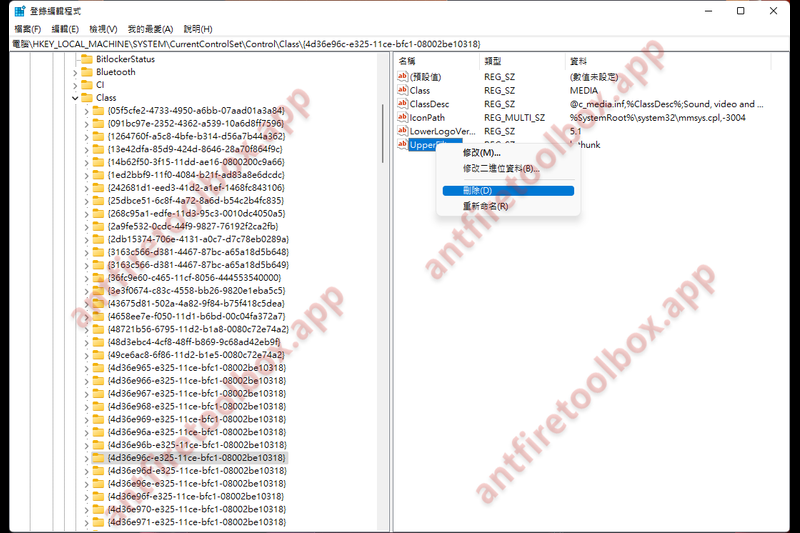 登錄編輯程式
檔案(F) 編輯(E) 檢視(V) 我的最愛(A) 說明(H)
電腦\HKEY_LOCAL_MACHINE\SYSTEM\CurrentControlSet\Control\Class\{4d36e96c-e325-11ce-bfc1-08002be10318}
BitlockerStatus
Bluetooth
CI
Class
{05f5cfe2-4733-4950-a6bb-07aad01a3a84}
{091bc97e-2352-4362-a539-10a6d8ff7596}
{1264760f-a5c8-4bfe-b314-d56a7b44a362}
{13e42dfa-85d9-424d-8646-28a70f864f9c}
{14b62f50-3f15-11dd-ae16-0800200c9a66}
{1ed2bbf9-11f0-4084-b21f-ad83a8e6dcdc}
{242681d1-eed3-41d2-a1ef-1468fc843106}
{25dbce51-6c8f-4a72-8a6d-b54c2b4fc835}
{268c95a1-edfe-11d3-95c3-0010dc4050a5}
{2a9fe532-0cdc-44f9-9827-76192f2ca2fb}
{2db15374-706e-4131-a0c7-d7c78eb0289a}
{3163c566-d381-4467-87bc-a65a18d5b648}
{3163c566-d381-4467-87bc-a65a18d5b649}
{36fc9e60-c465-11cf-8056-444553540000}
{3e3f0674-c83c-4558-bb26-9820e1eba5c5}
{43675d81-502a-4a82-9f84-b75f418c5dea}
{4658ee7e-f050-11d1-b6bd-00c04fa372a7}
{48721b56-6795-11d2-b1a8-0080c72e74a2}
{48d3ebc4-4cf8-48ff-b869-9c68ad42eb9f}
{49ce6ac8-6f86-11d2-b1e5-0080c72e74a2}
{4d36e965-e325-11ce-bfc1-08002be10318}
{4d36e966-e325-11ce-bfc1-08002be10318}
{4d36e967-e325-11ce-bfc1-08002be10318}
{4d36e968-e325-11ce-bfc1-08002be10318}
{4d36e969-e325-11ce-bfc1-08002be10318}
{4d36e96a-e325-11ce-bfc1-08002be10318}
{4d36e96b-e325-11ce-bfc1-08002be10318}
{4d36e96c-e325-11ce-bfc1-08002be10318}
{4d36e96d-e325-11ce-bfc1-08002be10318}
{4d36e96e-e325-11ce-bfc1-08002be10318}
{4d36e96f-e325-11ce-bfc1-08002be10318}
{4d36e970-e325-11ce-bfc1-08002be10318}
{4d36e971-e325-11ce-bfc1-08002be10318}
名稱 類型 資料
(預設值) REG_SZ (數值未設定)
Class REG_SZ MEDIA
ClassDesc REG_SZ @c_media.inf,%ClassDesc%;Sound, video and ...
IconPath REG_MULTI_SZ %SystemRoot%\system32\mmsys.cpl,-3004
LowerLogoVer... REG_SZ 5.1
修改(M)...
修改二進位資料(B)...
刪除(D)
重新命名(R)
antfiretoolbox.app
antfiretoolbox.app
antfiretoolbox.app
antfiretoolbox.app